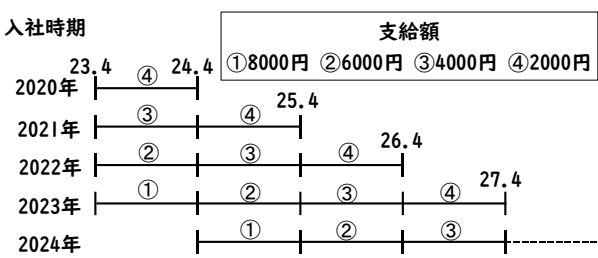 入社時期
支給額
①8000円 ②6000円 ③4000円 ④2000円
23.4 ④ 24.4
2020年
③ ④ 25.4
2021年
② ③ ④ 26.4
2022年
① ② ③ ④ 27.4
2023年
① ② ③
2024年